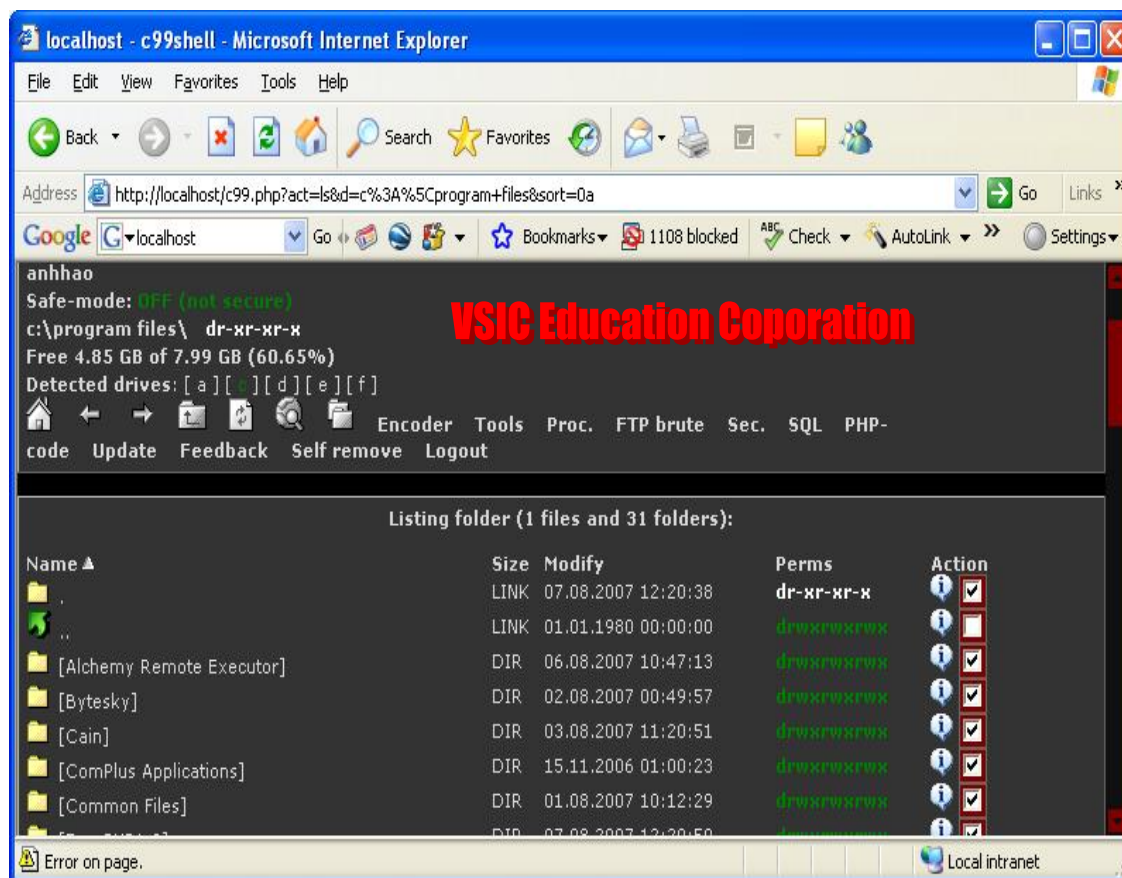 localhost - c99shell - Microsoft Internet Explorer
File Edit View Favorites Tools Help
Back Search Favorites
Address http://localhost/c99.php?act=ls&d=c%3A%5Cprogram+files&sort=0a Go Links »
Google G localhost Go Bookmarks 1108 blocked ABC Check AutoLink » Settings
anhhao
Safe-mode: OFF (not secure)
VSIC Education Coporation
c:\program files\ dr-xr-xr-x
Free 4.85 GB of 7.99 GB (60.65%)
Detected drives: [ a ] [ c ] [ d ] [ e ] [ f ]
Encoder Tools Proc. FTP brute Sec. SQL PHP-
code Update Feedback Self remove Logout
Listing folder (1 files and 31 folders):
Name Size Modify Perms Action
. LINK 07.08.2007 12:20:38 dr-xr-xr-x
.. LINK 01.01.1980 00:00:00 drwxrwxrwx
[Alchemy Remote Executor] DIR 06.08.2007 10:47:13 drwxrwxrwx
[Bytesky] DIR 02.08.2007 00:49:57 drwxrwxrwx
[Cain] DIR 03.08.2007 11:20:51 drwxrwxrwx
[ComPlus Applications] DIR 15.11.2006 01:00:23 drwxrwxrwx
[Common Files] DIR 01.08.2007 10:12:29 drwxrwxrwx
DIR 07.08.2007 12:20:50
Error on page. Local intranet